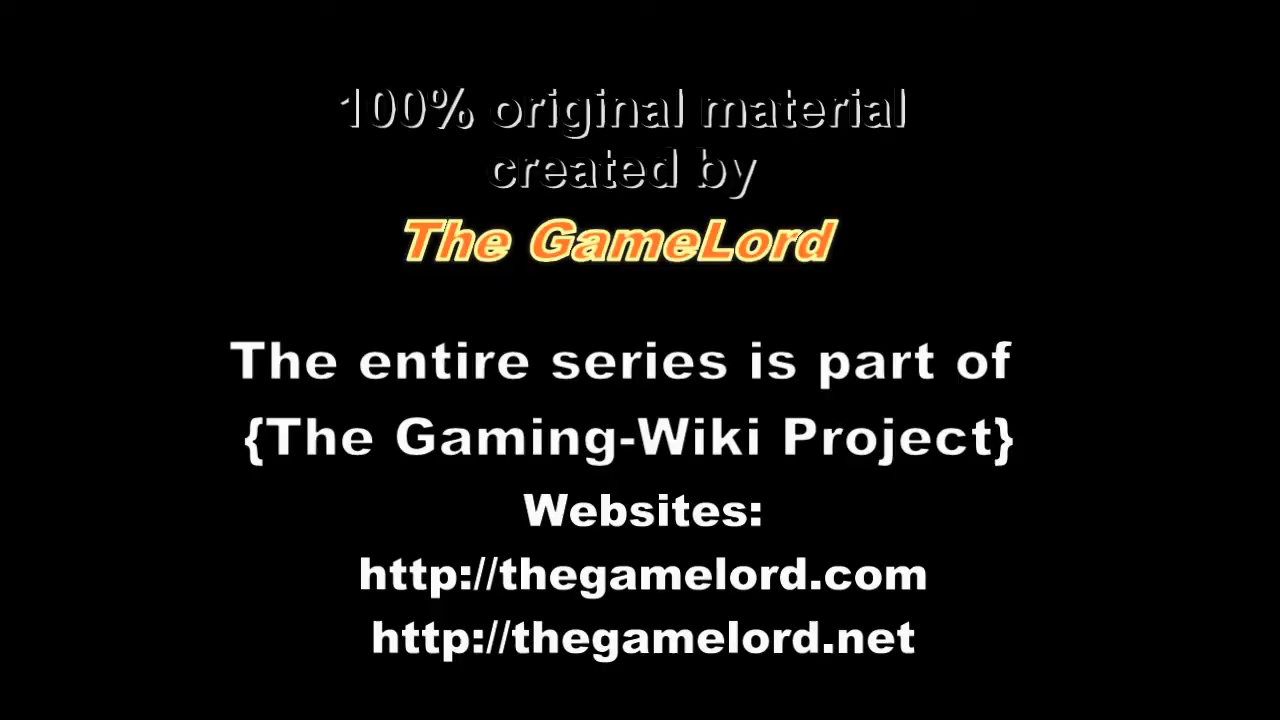 100% original material
created by
The GameLord
The entire series is part of
{The Gaming-Wiki Project}
Websites:
http://thegamelord.com
http://thegamelord.net